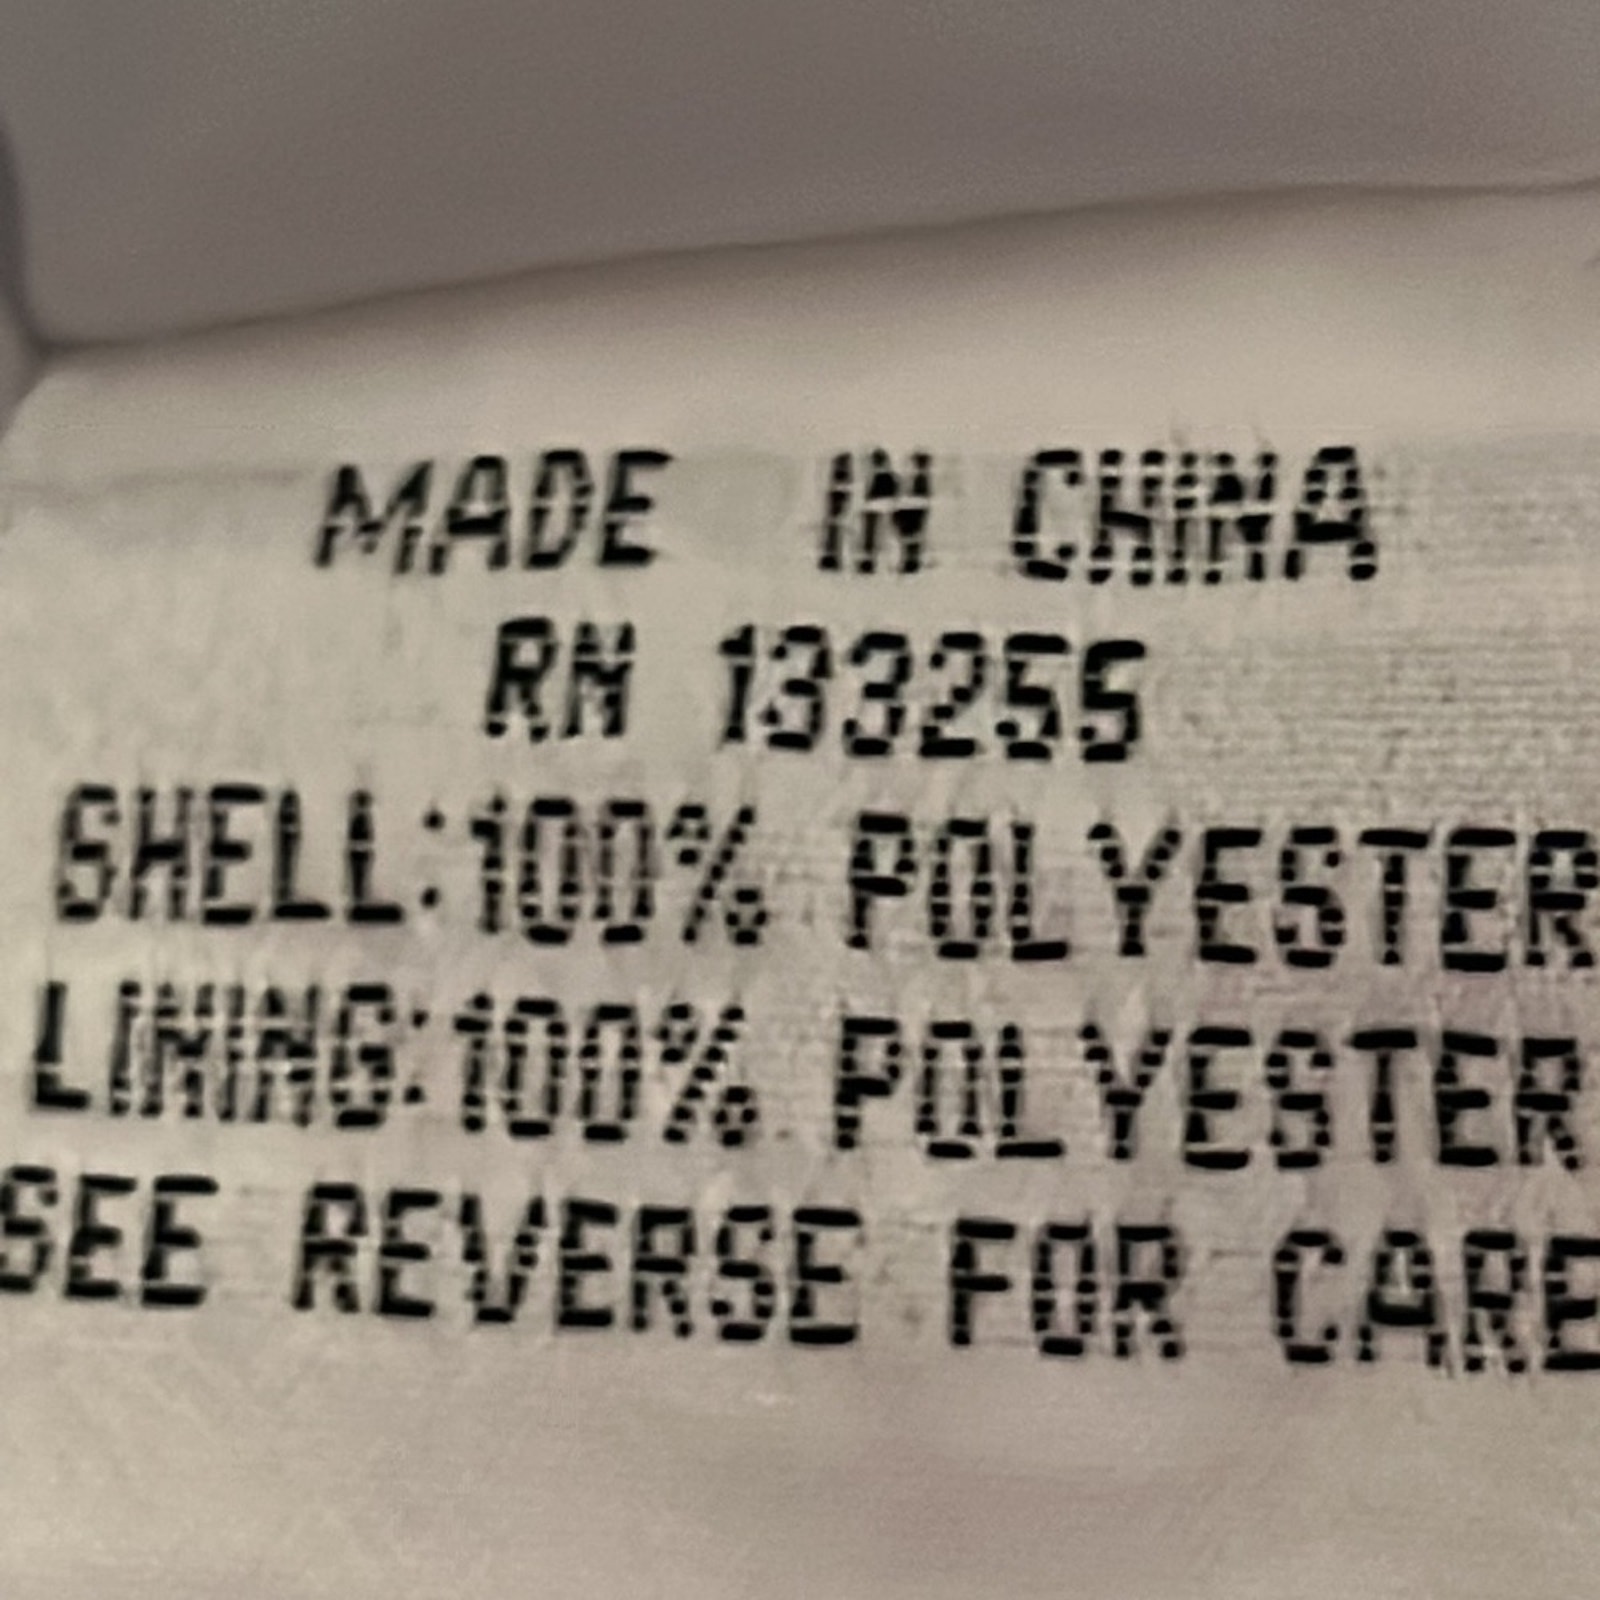 MADE IN CHINA
RN 133255
SHELL:100% POLYESTER
LINING:100% POLYESTER
SEE REVERSE FOR CARE